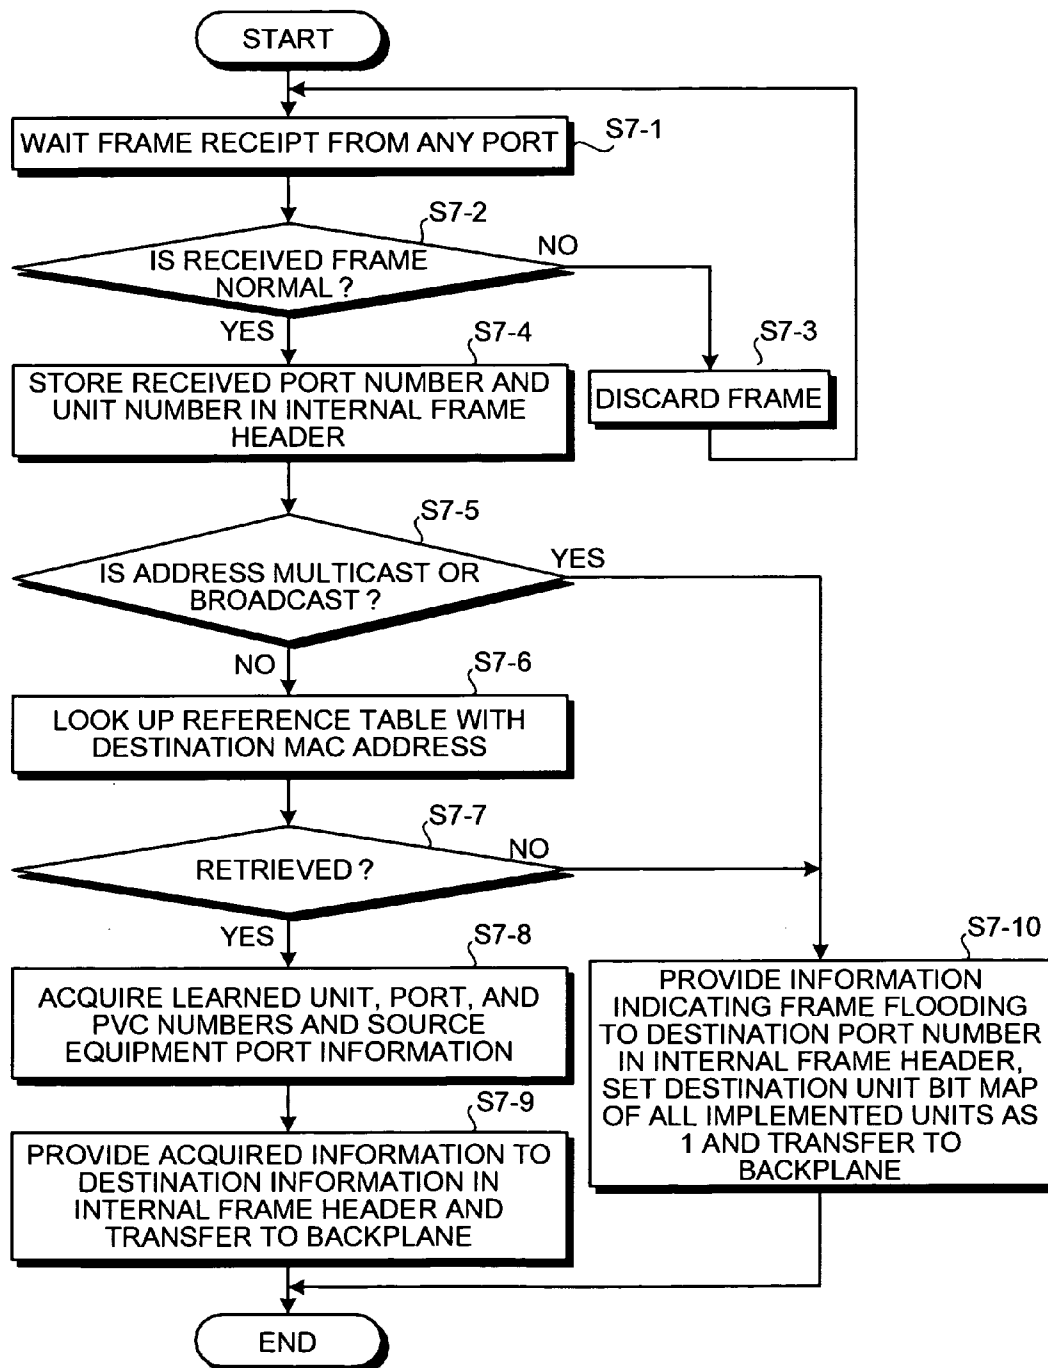 START
WAIT FRAME RECEIPT FROM ANY PORT
S7-1
S7-2
IS RECEIVED FRAME
NORMAL ?
NO
YES
S7-3
DISCARD FRAME
S7-4
STORE RECEIVED PORT NUMBER AND
UNIT NUMBER IN INTERNAL FRAME
HEADER
S7-5
IS ADDRESS MULTICAST OR
BROADCAST ?
YES
NO
S7-6
LOOK UP REFERENCE TABLE WITH
DESTINATION MAC ADDRESS
S7-7
RETRIEVED ?
NO
YES
S7-8
ACQUIRE LEARNED UNIT, PORT, AND
PVC NUMBERS AND SOURCE
EQUIPMENT PORT INFORMATION
S7-9
PROVIDE ACQUIRED INFORMATION TO
DESTINATION INFORMATION IN
INTERNAL FRAME HEADER AND
TRANSFER TO BACKPLANE
S7-10
PROVIDE INFORMATION
INDICATING FRAME FLOODING
TO DESTINATION PORT NUMBER
IN INTERNAL FRAME HEADER,
SET DESTINATION UNIT BIT MAP
OF ALL IMPLEMENTED UNITS AS
1 AND TRANSFER TO
BACKPLANE
END